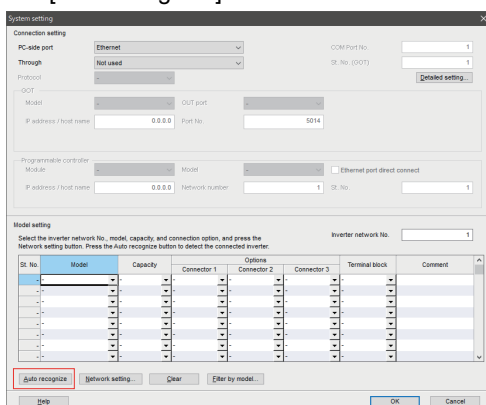 System setting
Connection setting
PC-side port Ethernet COM Port No. 1
Through Not used St. No. (GOT) 1
Protocol - Detailed setting...
GOT
Model - OUT port -
IP address / host name 0.0.0.0 Port No. 5014
Programmable controller
Module - Model - Ethernet port direct connect
IP address / host name 0.0.0.0 Network number 1 St. No. 1
Model setting
Select the inverter network No., model, capacity, and connection option, and press the Inverter network No. 1
Network setting button. Press the Auto recognize button to detect the connected inverter.
St. No. Model Capacity Options Terminal block Comment
Connector 1 Connector 2 Connector 3
- - - - - - -
- - - - - - -
- - - - - - -
- - - - - - -
- - - - - - -
- - - - - - -
- - - - - - -
Auto recognize Network setting... Clear Filter by model...
Help OK Cancel